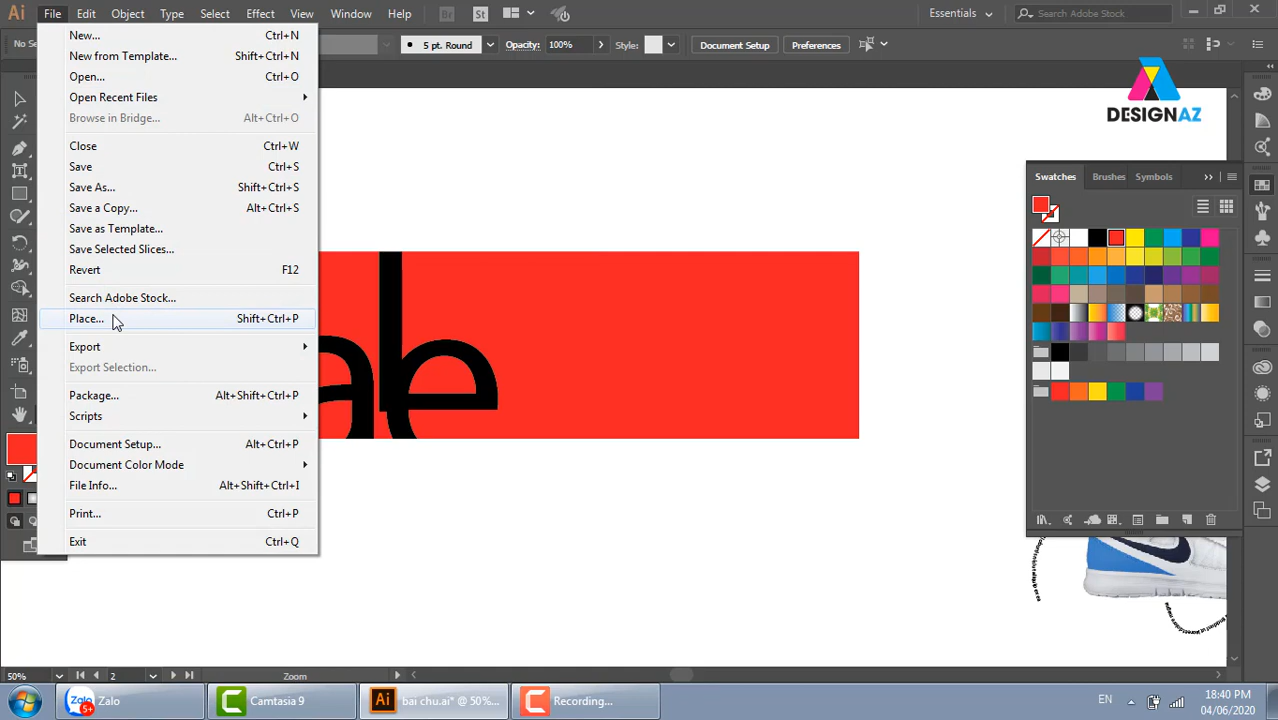 Ai File Edit Object Type Select Effect View Window Help Br St Essentials Search Adobe Stock
5 pt. Round Opacity: 100% Style: Document Setup Preferences
New... Ctrl+N
New from Template... Shift+Ctrl+N
Open... Ctrl+O
Open Recent Files
Browse in Bridge... Alt+Ctrl+O
Close Ctrl+W
Save Ctrl+S
Save As... Shift+Ctrl+S
Save a Copy... Alt+Ctrl+S
Save as Template...
Save Selected Slices...
Revert F12
Search Adobe Stock...
Place... Shift+Ctrl+P
Export
Export Selection...
Package... Alt+Shift+Ctrl+P
Scripts
Document Setup... Alt+Ctrl+P
Document Color Mode
File Info... Alt+Shift+Ctrl+I
Print... Ctrl+P
Exit Ctrl+Q
DESIGNAZ
Swatches Brushes Symbols
50% 2 Zoom
Zalo 5+ Camtasia 9 Ai bai chu.ai* @ 50%... Recording... EN 18:40 PM
04/06/2020